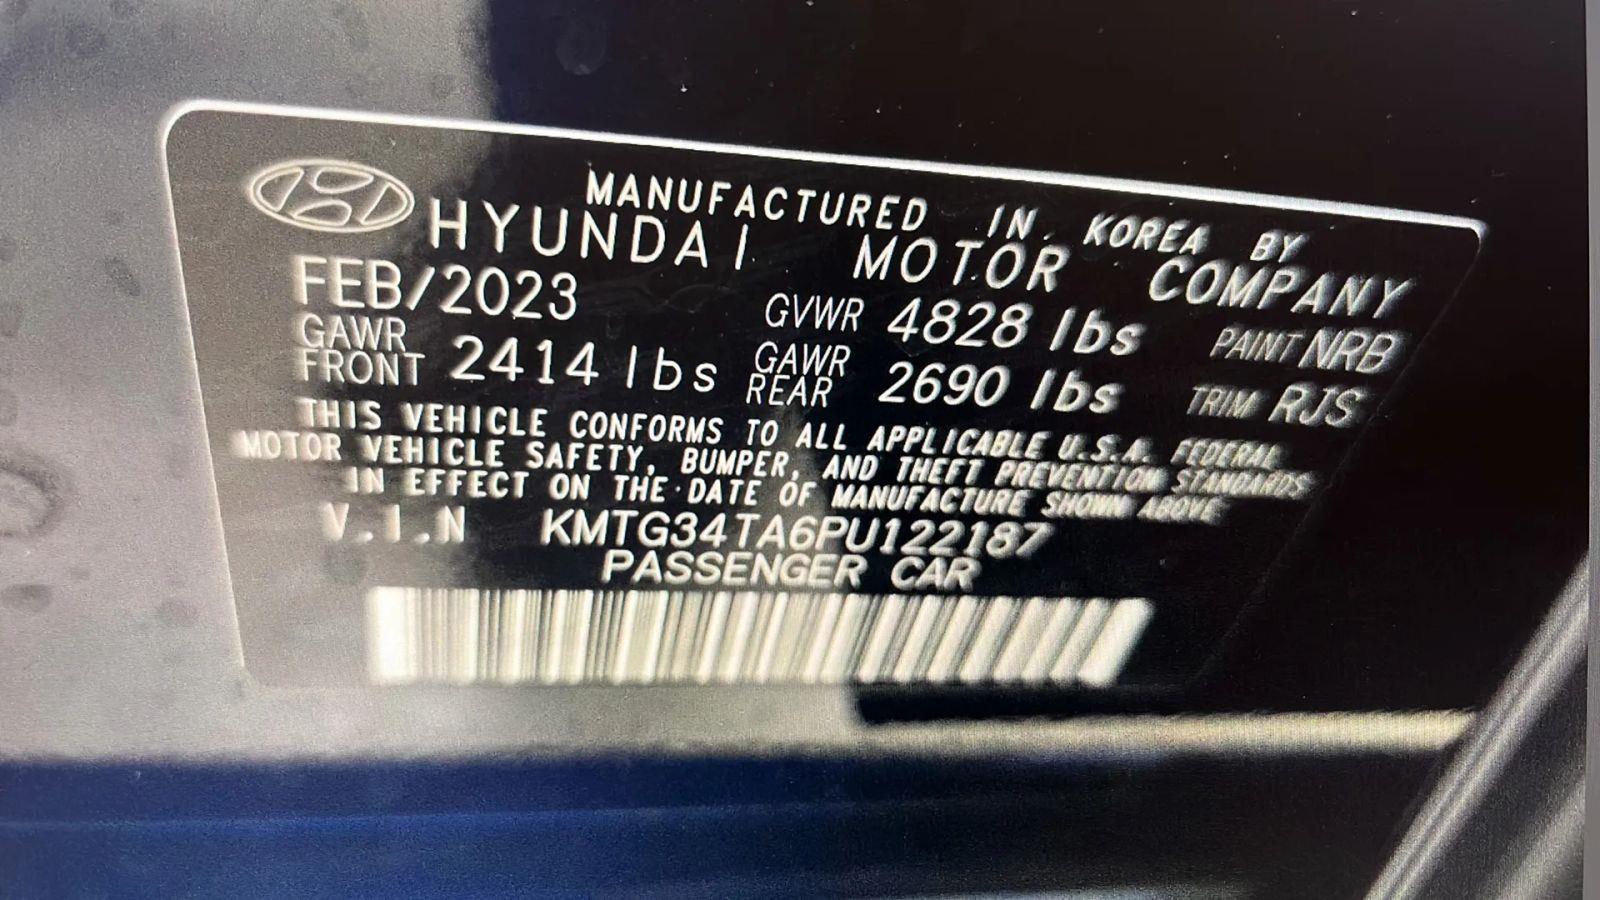 MANUFACTURED IN KOREA BY
HYUNDAI MOTOR COMPANY
FEB/2023 GVWR 4828 lbs PAINT NRB
GAWR FRONT 2414 lbs GAWR REAR 2690 lbs TRIM RJS
THIS VEHICLE CONFORMS TO ALL APPLICABLE U.S.A. FEDERAL
MOTOR VEHICLE SAFETY, BUMPER, AND THEFT PREVENTION STANDARDS
IN EFFECT ON THE DATE OF MANUFACTURE SHOWN ABOVE
V.I.N KMTG34TA6PU122187
PASSENGER CAR